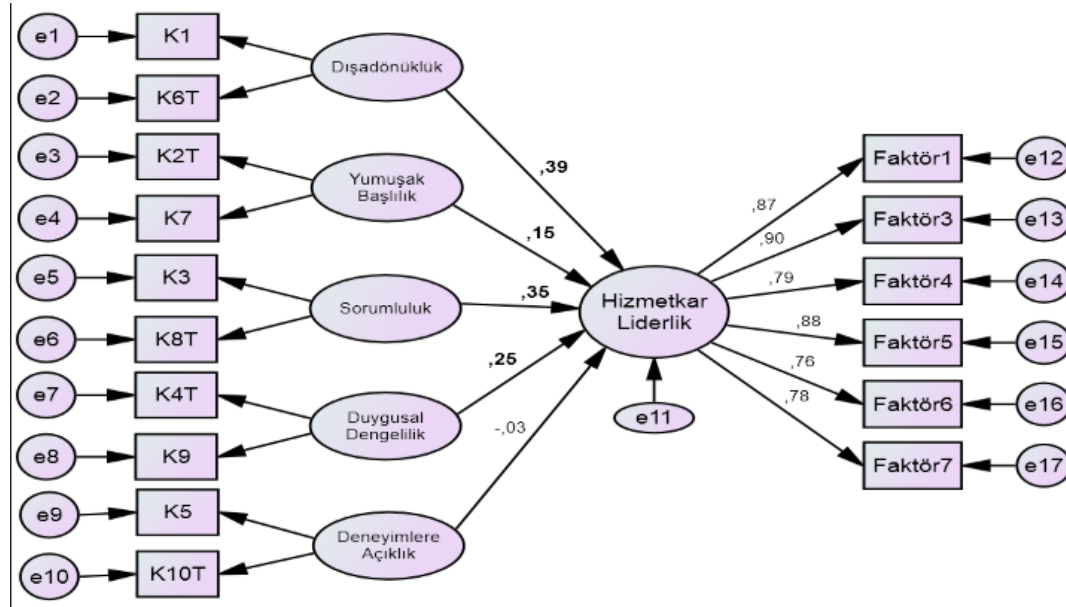 e1
K1
e2
K6T
Dışadönüklük
e3
K2T
e4
K7
Yumuşak
Başlılık
e5
K3
e6
K8T
Sorumluluk
e7
K4T
e8
K9
Duygusal
Dengelilik
e9
K5
e10
K10T
Deneyimlere
Açıklık
,39
,15
,35
,25
-,03
Hizmetkar
Liderlik
e11
,87
,90
,79
,88
,76
,78
Faktör1
e12
Faktör3
e13
Faktör4
e14
Faktör5
e15
Faktör6
e16
Faktör7
e17